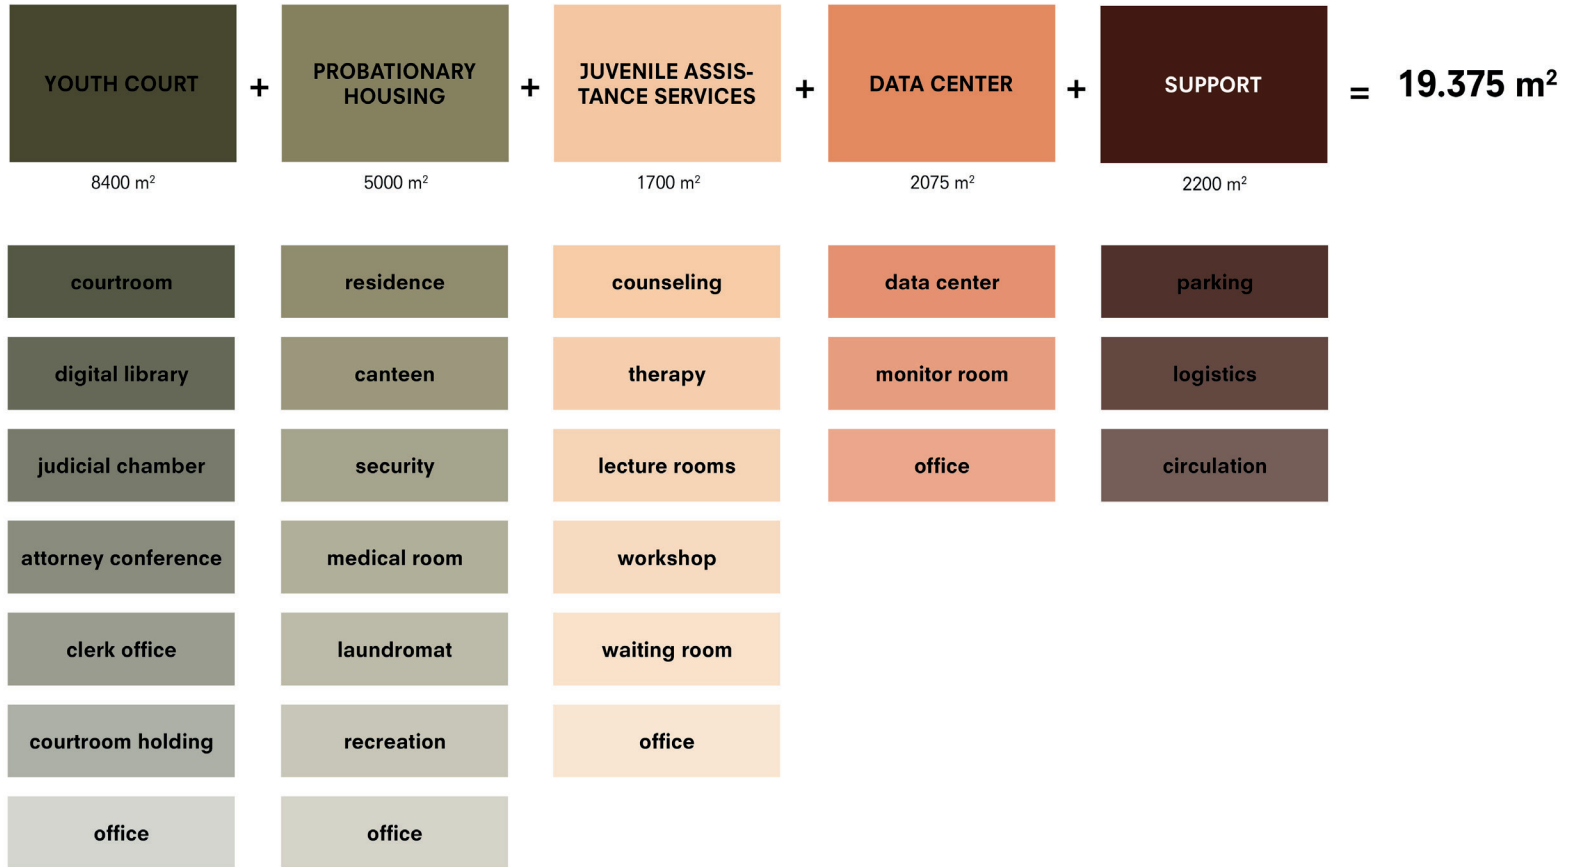 YOUTH COURT
+
PROBATIONARY
HOUSING
+
JUVENILE ASSIS-
TANCE SERVICES
+
DATA CENTER
+
SUPPORT
=
19.375 m²
8400 m²
5000 m²
1700 m²
2075 m²
2200 m²
courtroom
digital library
judicial chamber
attorney conference
clerk office
courtroom holding
office
residence
canteen
security
medical room
laundromat
recreation
office
counseling
therapy
lecture rooms
workshop
waiting room
office
data center
monitor room
office
parking
logistics
circulation